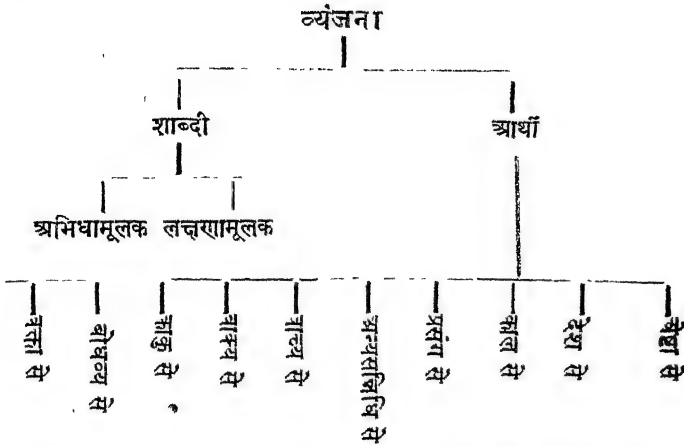 व्यंजना
शाब्दी आर्थी
अभिधामूलक लक्षणामूलक
वक्ता से
बोधव्य से
काकु से
वाक्य से
वाच्य से
अन्यसन्निधि से
प्रसंग से
काल से
देश से
चेष्टा से